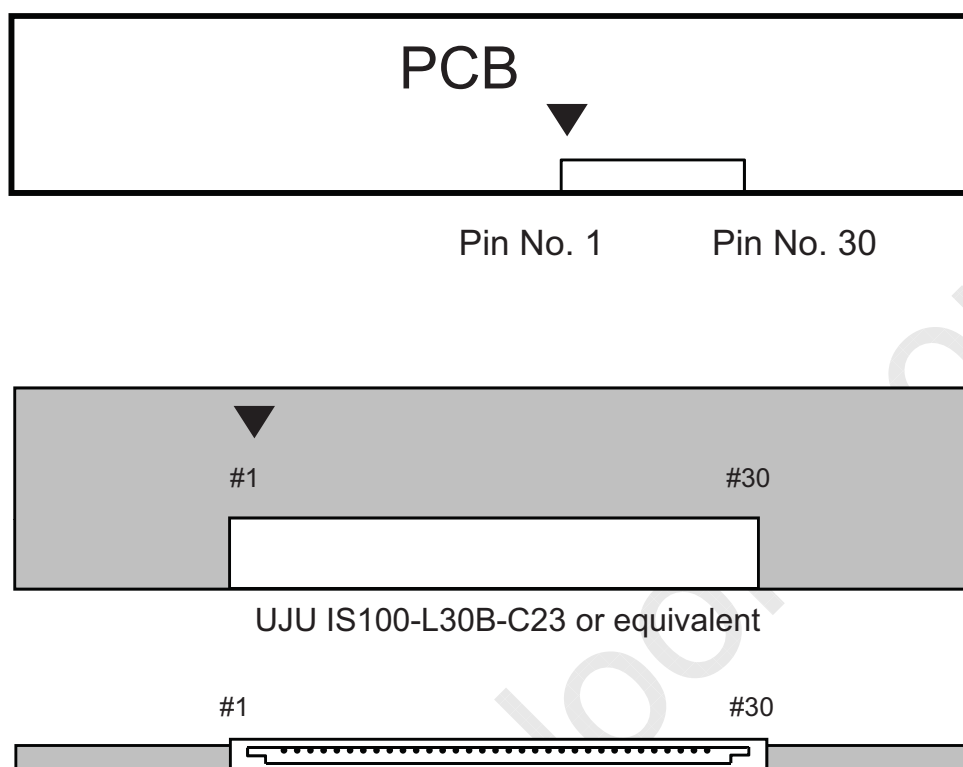 PCB
Pin No. 1 Pin No. 30
#1 #30
UJU IS100-L30B-C23 or equivalent
#1 #30